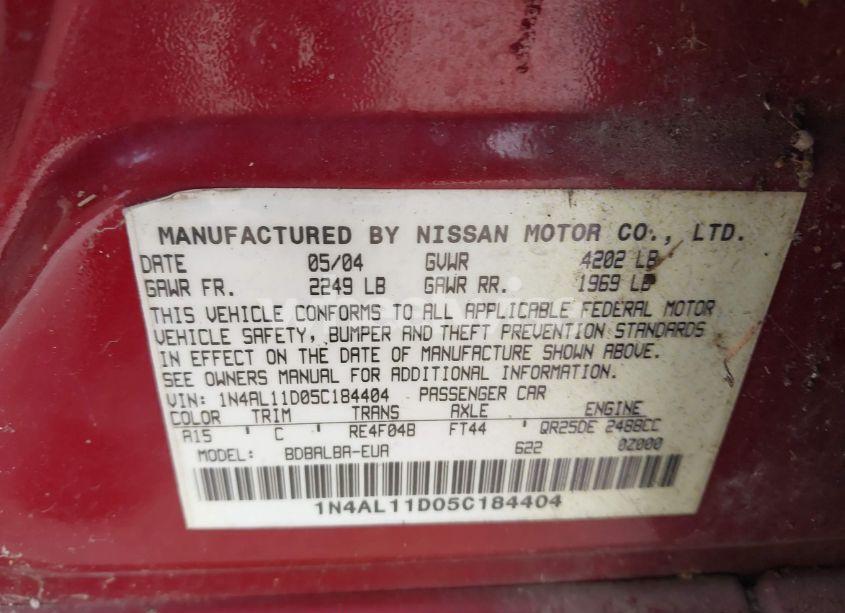 MANUFACTURED BY NISSAN MOTOR CO., LTD.
DATE 05/04 GVWR 4202 LB
GAWR FR. 2249 LB GAWR RR. 1969 LB
THIS VEHICLE CONFORMS TO ALL APPLICABLE FEDERAL MOTOR
VEHICLE SAFETY, BUMPER AND THEFT PREVENTION STANDARDS
IN EFFECT ON THE DATE OF MANUFACTURE SHOWN ABOVE.
SEE OWNERS MANUAL FOR ADDITIONAL INFORMATION.
VIN: 1N4AL11D05C184404 PASSENGER CAR
COLOR TRIM TRANS AXLE ENGINE
A15 C RE4F04B FT44 QR25DE 2488CC
MODEL: BDBALBA-EUA 622 0Z000
1N4AL11D05C184404